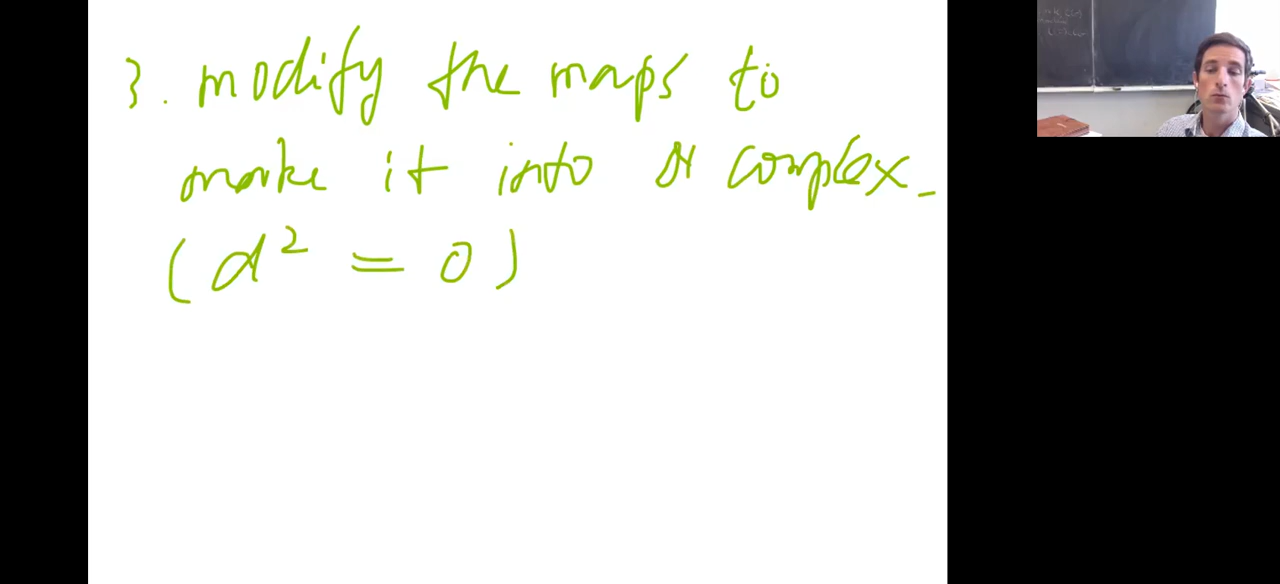 3. modify the maps to
make it into a complex.
(d² = 0)